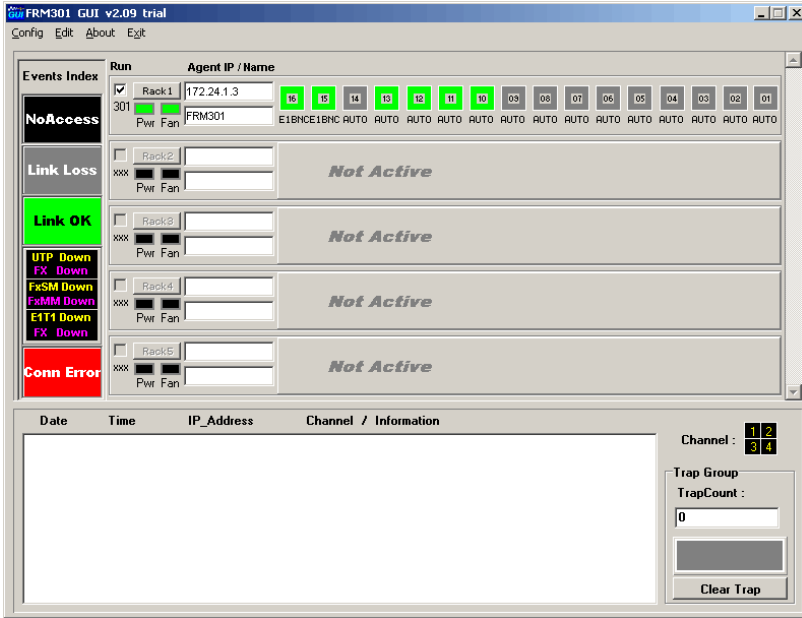 GUI FRM301 GUI v2.09 trial
Config Edit About Exit
Events Index
NoAccess
Link Loss
Link OK
UTP Down
FX Down
FxSM Down
FxMM Down
E1T1 Down
FX Down
Conn Error
Run Agent IP / Name
Rack1 172.24.1.3
301
Pwr Fan FRM301
16 15 14 13 12 11 10 09 08 07 06 05 04 03 02 01
E1BNC E1BNC AUTO AUTO AUTO AUTO AUTO AUTO AUTO AUTO AUTO AUTO AUTO AUTO AUTO AUTO
Rack2
xxx
Pwr Fan
Not Active
Rack3
xxx
Pwr Fan
Not Active
Rack4
xxx
Pwr Fan
Not Active
Rack5
xxx
Pwr Fan
Not Active
Date Time IP_Address Channel / Information
Channel :
1 2
3 4
Trap Group
TrapCount :
0
Clear Trap